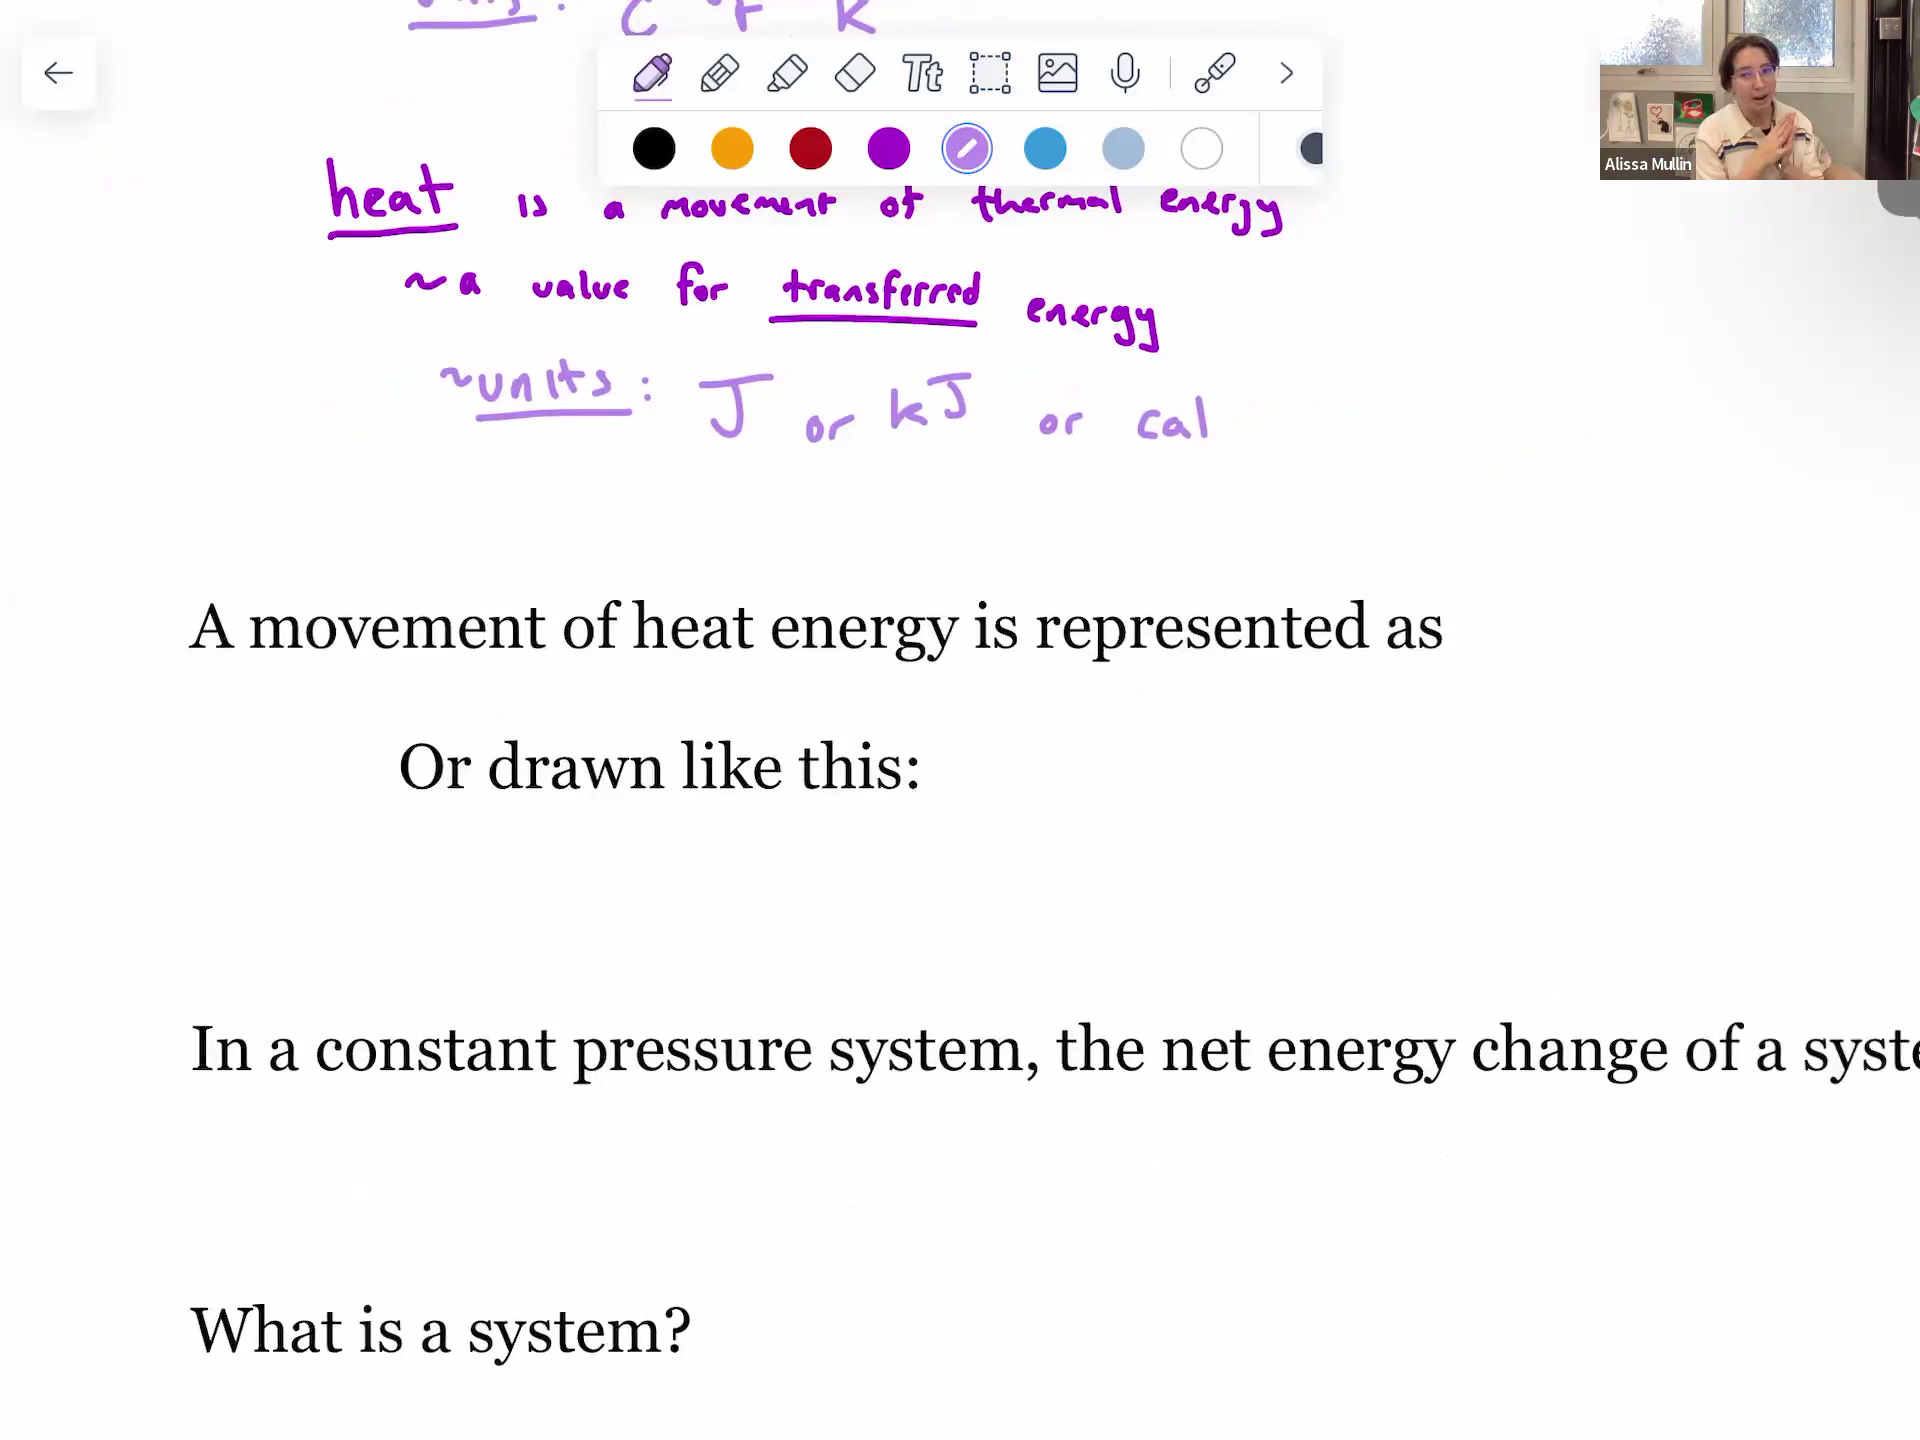 °C °F K
Tt
Alissa Mullin
heat is a movement of thermal energy
~a value for transferred energy
~units: J or kJ or cal
A movement of heat energy is represented as
Or drawn like this:
In a constant pressure system, the net energy change of a
What is a system?